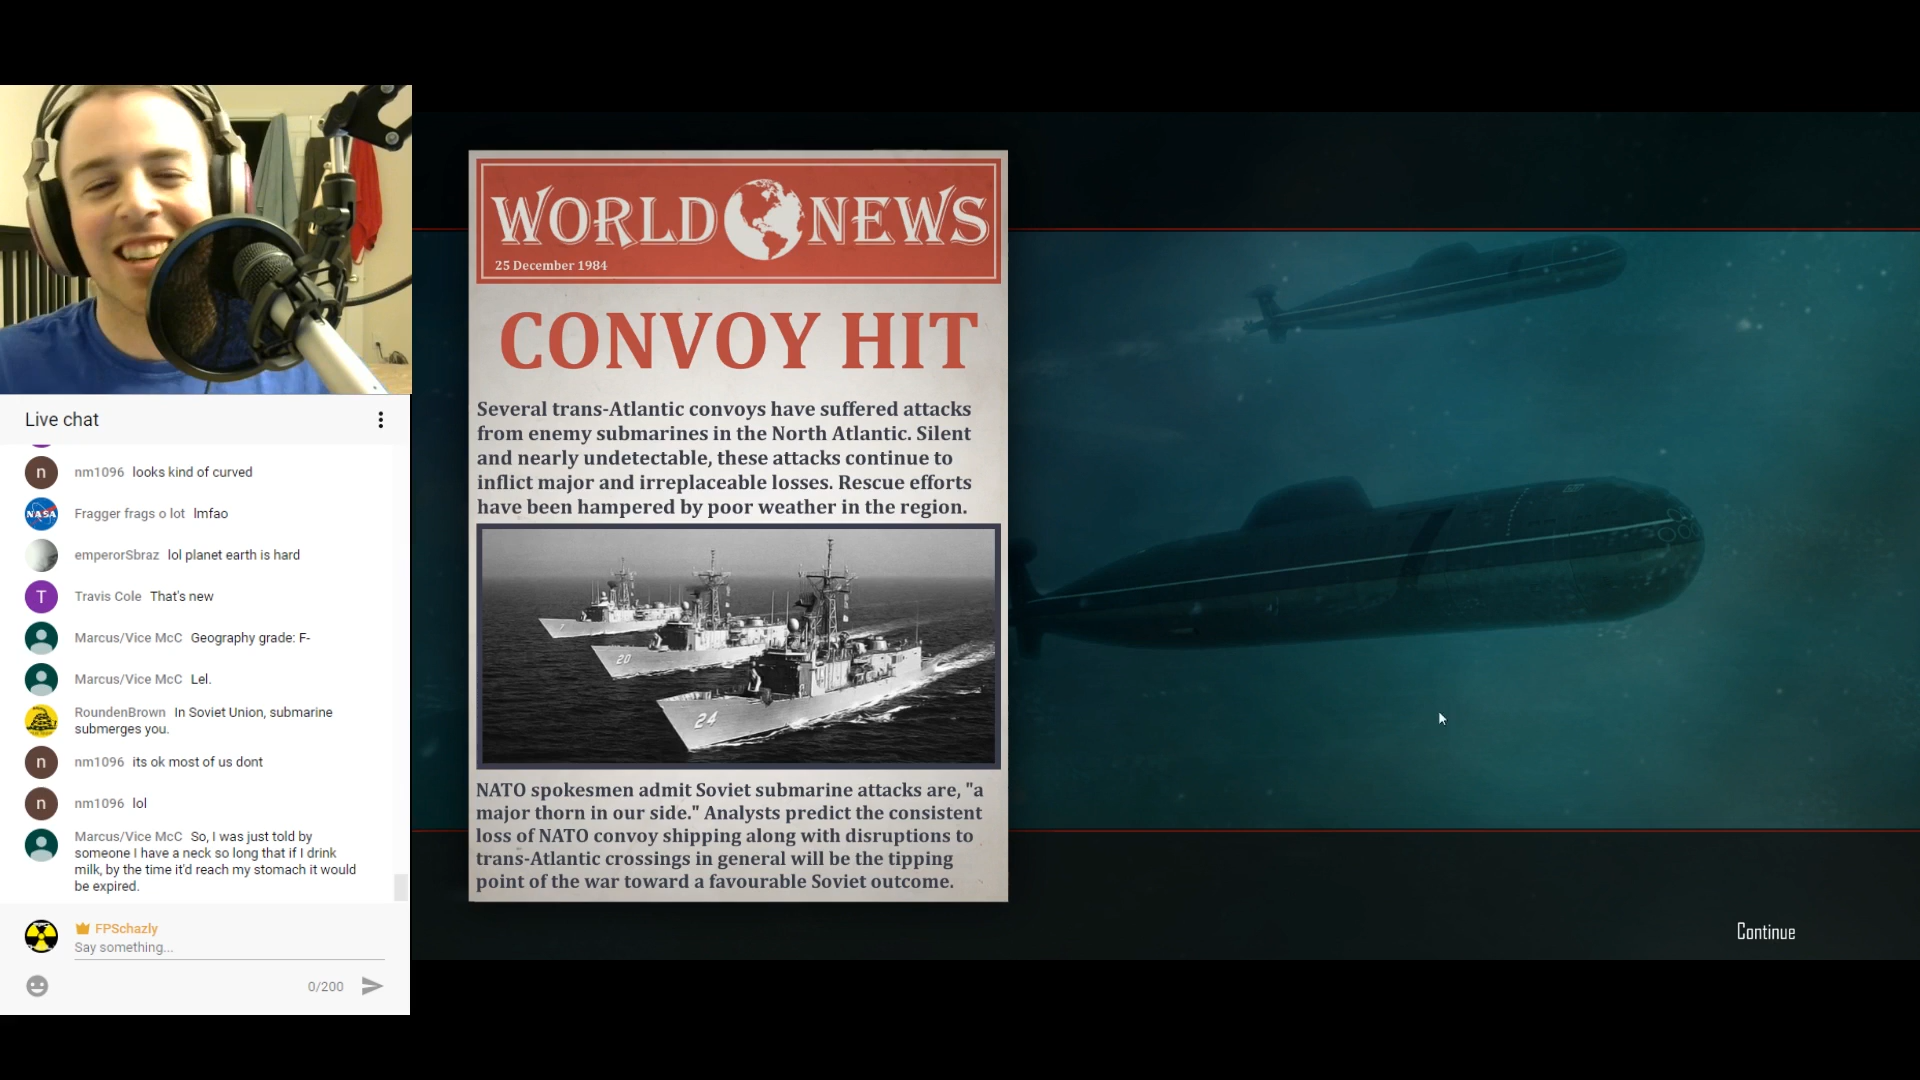 Live chat
nm1096 looks kind of curved
NASA
Fragger frags o lot lmfao
emperorSbraz lol planet earth is hard
T
Travis Cole That's new
Marcus/Vice McC Geography grade: F-
Marcus/Vice McC Lel.
RoundenBrown In Soviet Union, submarine
submerges you.
n
nm1096 its ok most of us dont
n
nm1096 lol
Marcus/Vice McC So, I was just told by
someone I have a neck so long that if I drink
milk, by the time it'd reach my stomach it would
be expired.
FPSchazly
Say something...
0/200
WORLD NEWS
25 December 1984
CONVOY HIT
Several trans-Atlantic convoys have suffered attacks
from enemy submarines in the North Atlantic. Silent
and nearly undetectable, these attacks continue to
inflict major and irreplaceable losses. Rescue efforts
have been hampered by poor weather in the region.
20
24
NATO spokesmen admit Soviet submarine attacks are, "a
major thorn in our side." Analysts predict the consistent
loss of NATO convoy shipping along with disruptions to
trans-Atlantic crossings in general will be the tipping
point of the war toward a favourable Soviet outcome.
Continue